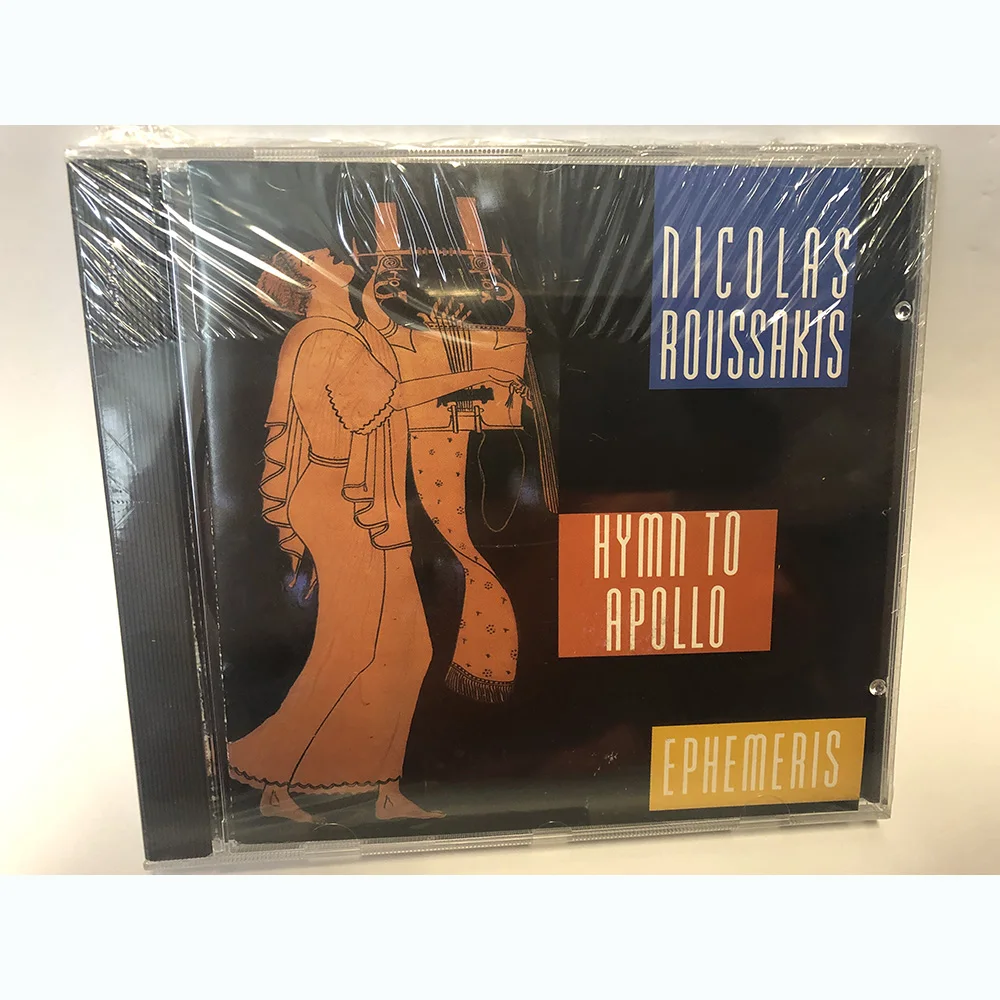 NICOLAS
ROUSSAKIS
HYMN TO
APOLLO
EPHEMERIS